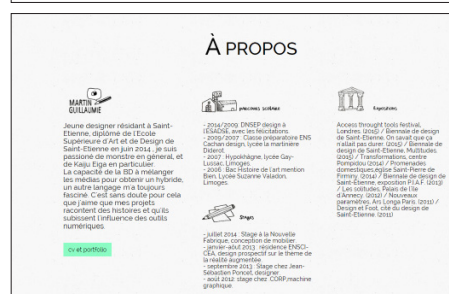 À PROPOS
MARTIN
GUILLAUMIE
Jeune designer résidant à Saint-
Etienne, diplômé de l'Ecole
Supérieure d'Art et de Design de
Saint-Etienne en juin 2014 , je suis
passioné de monstre en général, et
de Kaiju Eiga en particulier.
La capacité de la BD à mélanger
les médias pour obtenir un hybride,
un autre langage m'a toujours
fasciné. C'est sans doute pour cela
que j'aime que mes projets
racontent des histoires et qu'ils
subissent l'influence des outils
numériques.
cv et portfolio
parcours scolaire
- 2014/2009 :DNSEP design à
l'ESADSE, avec les félicitations.
- 2009/2007 : Classe préparatoire ENS
Cachan design, lycée la martinière
Diderot.
- 2007 : Hypokhâgne, lycée Gay-
Lussac, Limoges.
- 2006 : Bac Histoire de l'art mention
Bien, Lycée Suzanne Valadon,
Limoges.
Stages
- juillet 2014 : Stage à la Nouvelle
Fabrique, conception de mobilier
- janvier-aôut 2013 : résidence ENSCI-
CEA, design prospectif sur le thème de
la réalité augmentée.
- septembre 2013 : Stage chez Jean-
Sébastien Poncet, designer.
- août 2012: stage chez CORP,machine
graphique.
Expositions
Access throught tools festival,
Londres. (2015) / Biennale de design
de Saint-Etienne, On savait que ça
n'allait pas durer. (2015) / Biennale de
design de Saint-Etienne, Multitudes.
(2015) / Transformations, centre
Pompidou (2014) / Promenades
domestiques,église Saint-Pierre de
Firminy. (2014) / Biennale de design de
Saint-Etienne, exposition P.I.A.F. (2013)
/ Les solitudes, Palais de l'île
d'Annecy. (2012) / Nouveaux
paramètres, Ars Longa Paris. (2011) /
Design et Foot, cité du design de
Saint-Etienne. (2011)